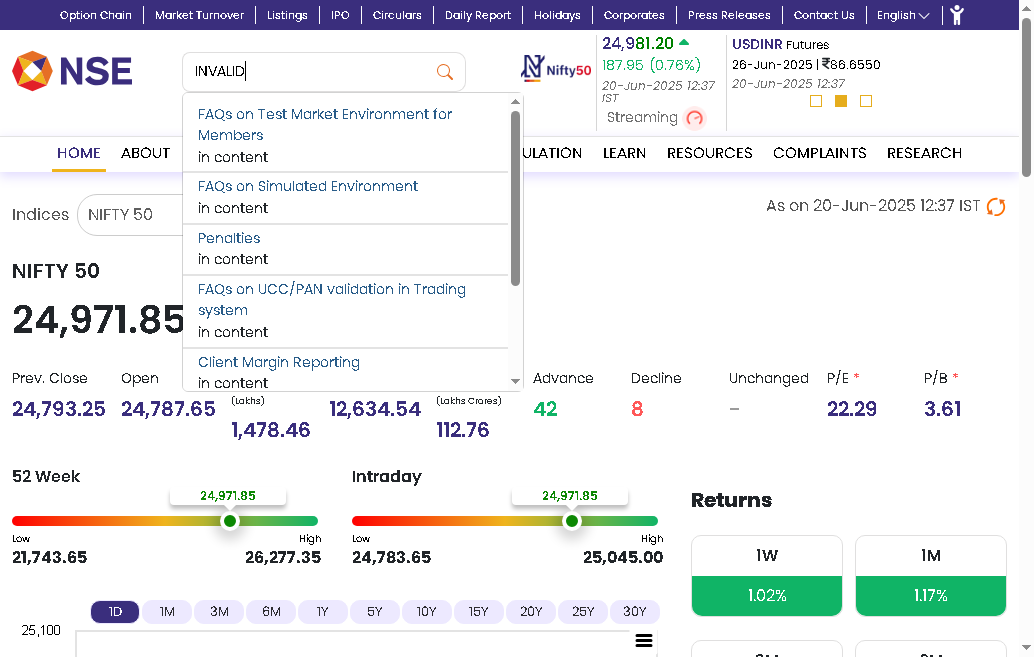 Option Chain Market Turnover Listings IPO Circulars Daily Report Holidays Corporates Press Releases Contact Us English
NSE
INVALID
Nifty50
24,981.20
187.95 (0.76%)
20-Jun-2025 12:37
IST
Streaming
USDINR Futures
26-Jun-2025 | ₹86.6550
20-Jun-2025 12:37
HOME ABOUT ULATION LEARN RESOURCES COMPLAINTS RESEARCH
FAQs on Test Market Environment for
Members
in content
FAQs on Simulated Environment
in content
Penalties
in content
FAQs on UCC/PAN validation in Trading
system
in content
Client Margin Reporting
in content
Indices NIFTY 50
As on 20-Jun-2025 12:37 IST
NIFTY 50
24,971.85
Prev. Close
24,793.25
Open
24,787.65
(Lakhs)
1,478.46
12,634.54
(Lakhs Crores)
112.76
Advance
42
Decline
8
Unchanged
-
P/E *
22.29
P/B *
3.61
52 Week
24,971.85
Low High
21,743.65 26,277.35
Intraday
24,971.85
Low High
24,783.65 25,045.00
Returns
1W
1.02%
1M
1.17%
1D 1M 3M 6M 1Y 5Y 10Y 15Y 20Y 25Y 30Y
25,100